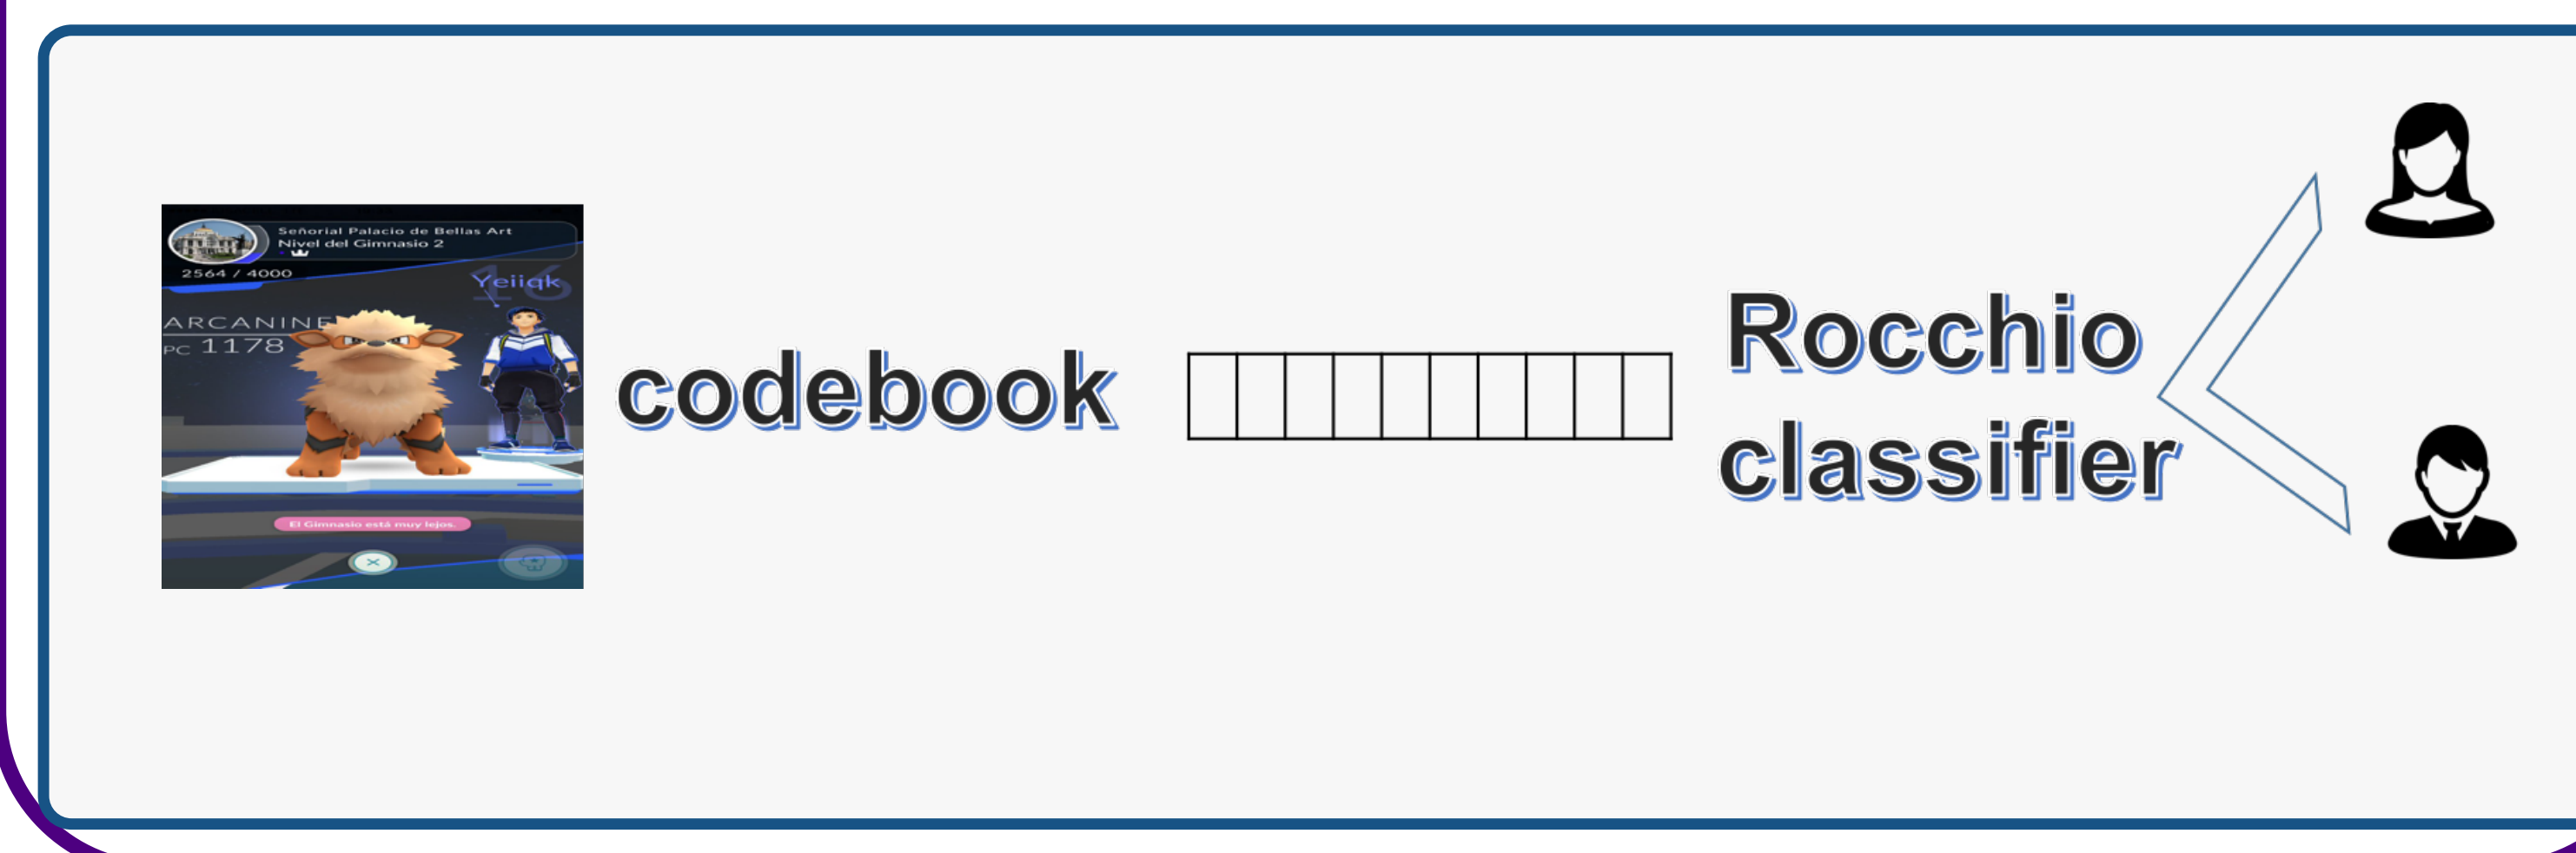 Señorial Palacio de Bellas Art
Nivel del Gimnasio 2
2564 / 4000
16
Yeiiqk
ARCANINE
PC 1178
El Gimnasio está muy lejos.
codebook
Rocchio
classifier